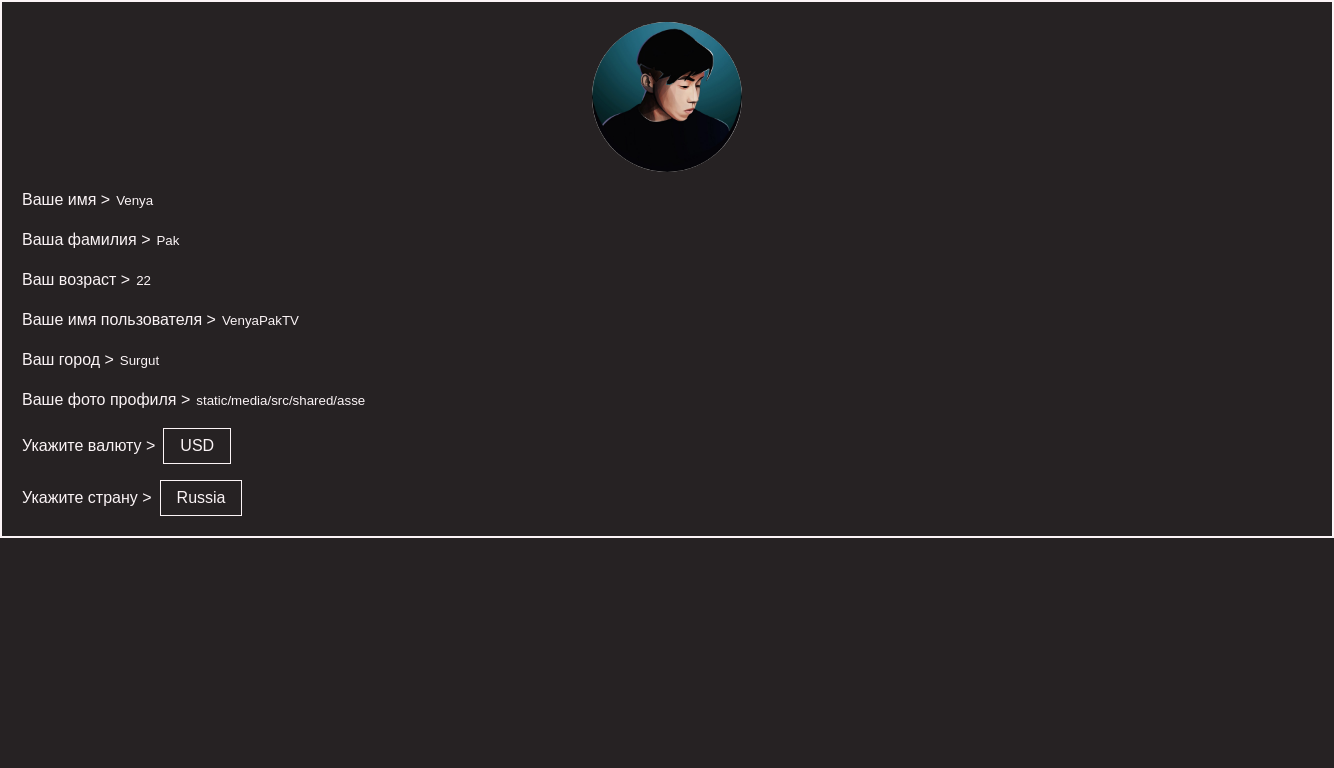 Ваше имя > Venya
Ваша фамилия > Pak
Ваш возраст > 22
Ваше имя пользователя > VenyaPakTV
Ваш город > Surgut
Ваше фото профиля > static/media/src/shared/asse
Укажите валюту > USD
Укажите страну > Russia